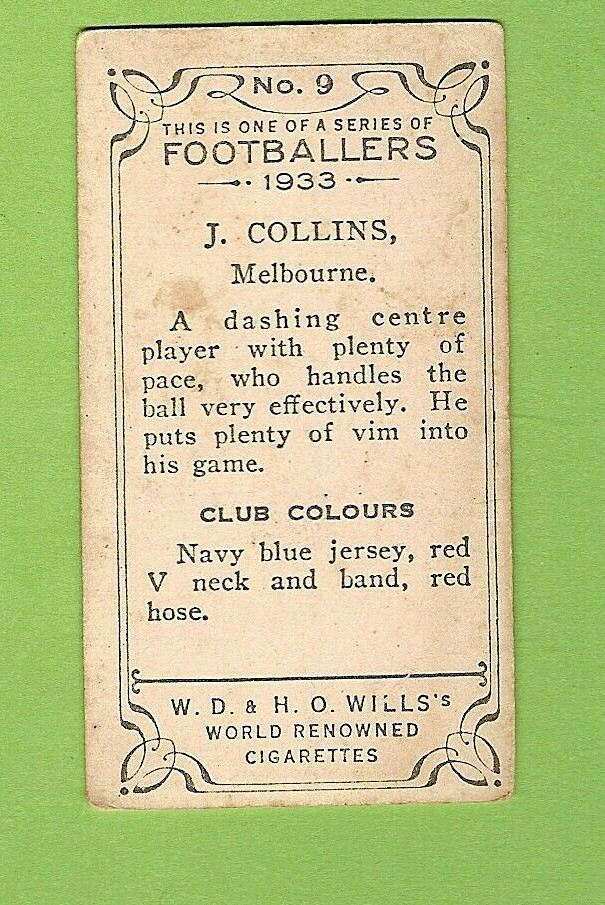 No. 9
THIS IS ONE OF A SERIES OF
FOOTBALLERS
1933
J. COLLINS,
Melbourne.
A dashing centre
player with plenty of
pace, who handles the
ball very effectively. He
puts plenty of vim into
his game.
CLUB COLOURS
Navy blue jersey, red
V neck and band, red
hose.
W. D. & H. O. WILLS's
WORLD RENOWNED
CIGARETTES